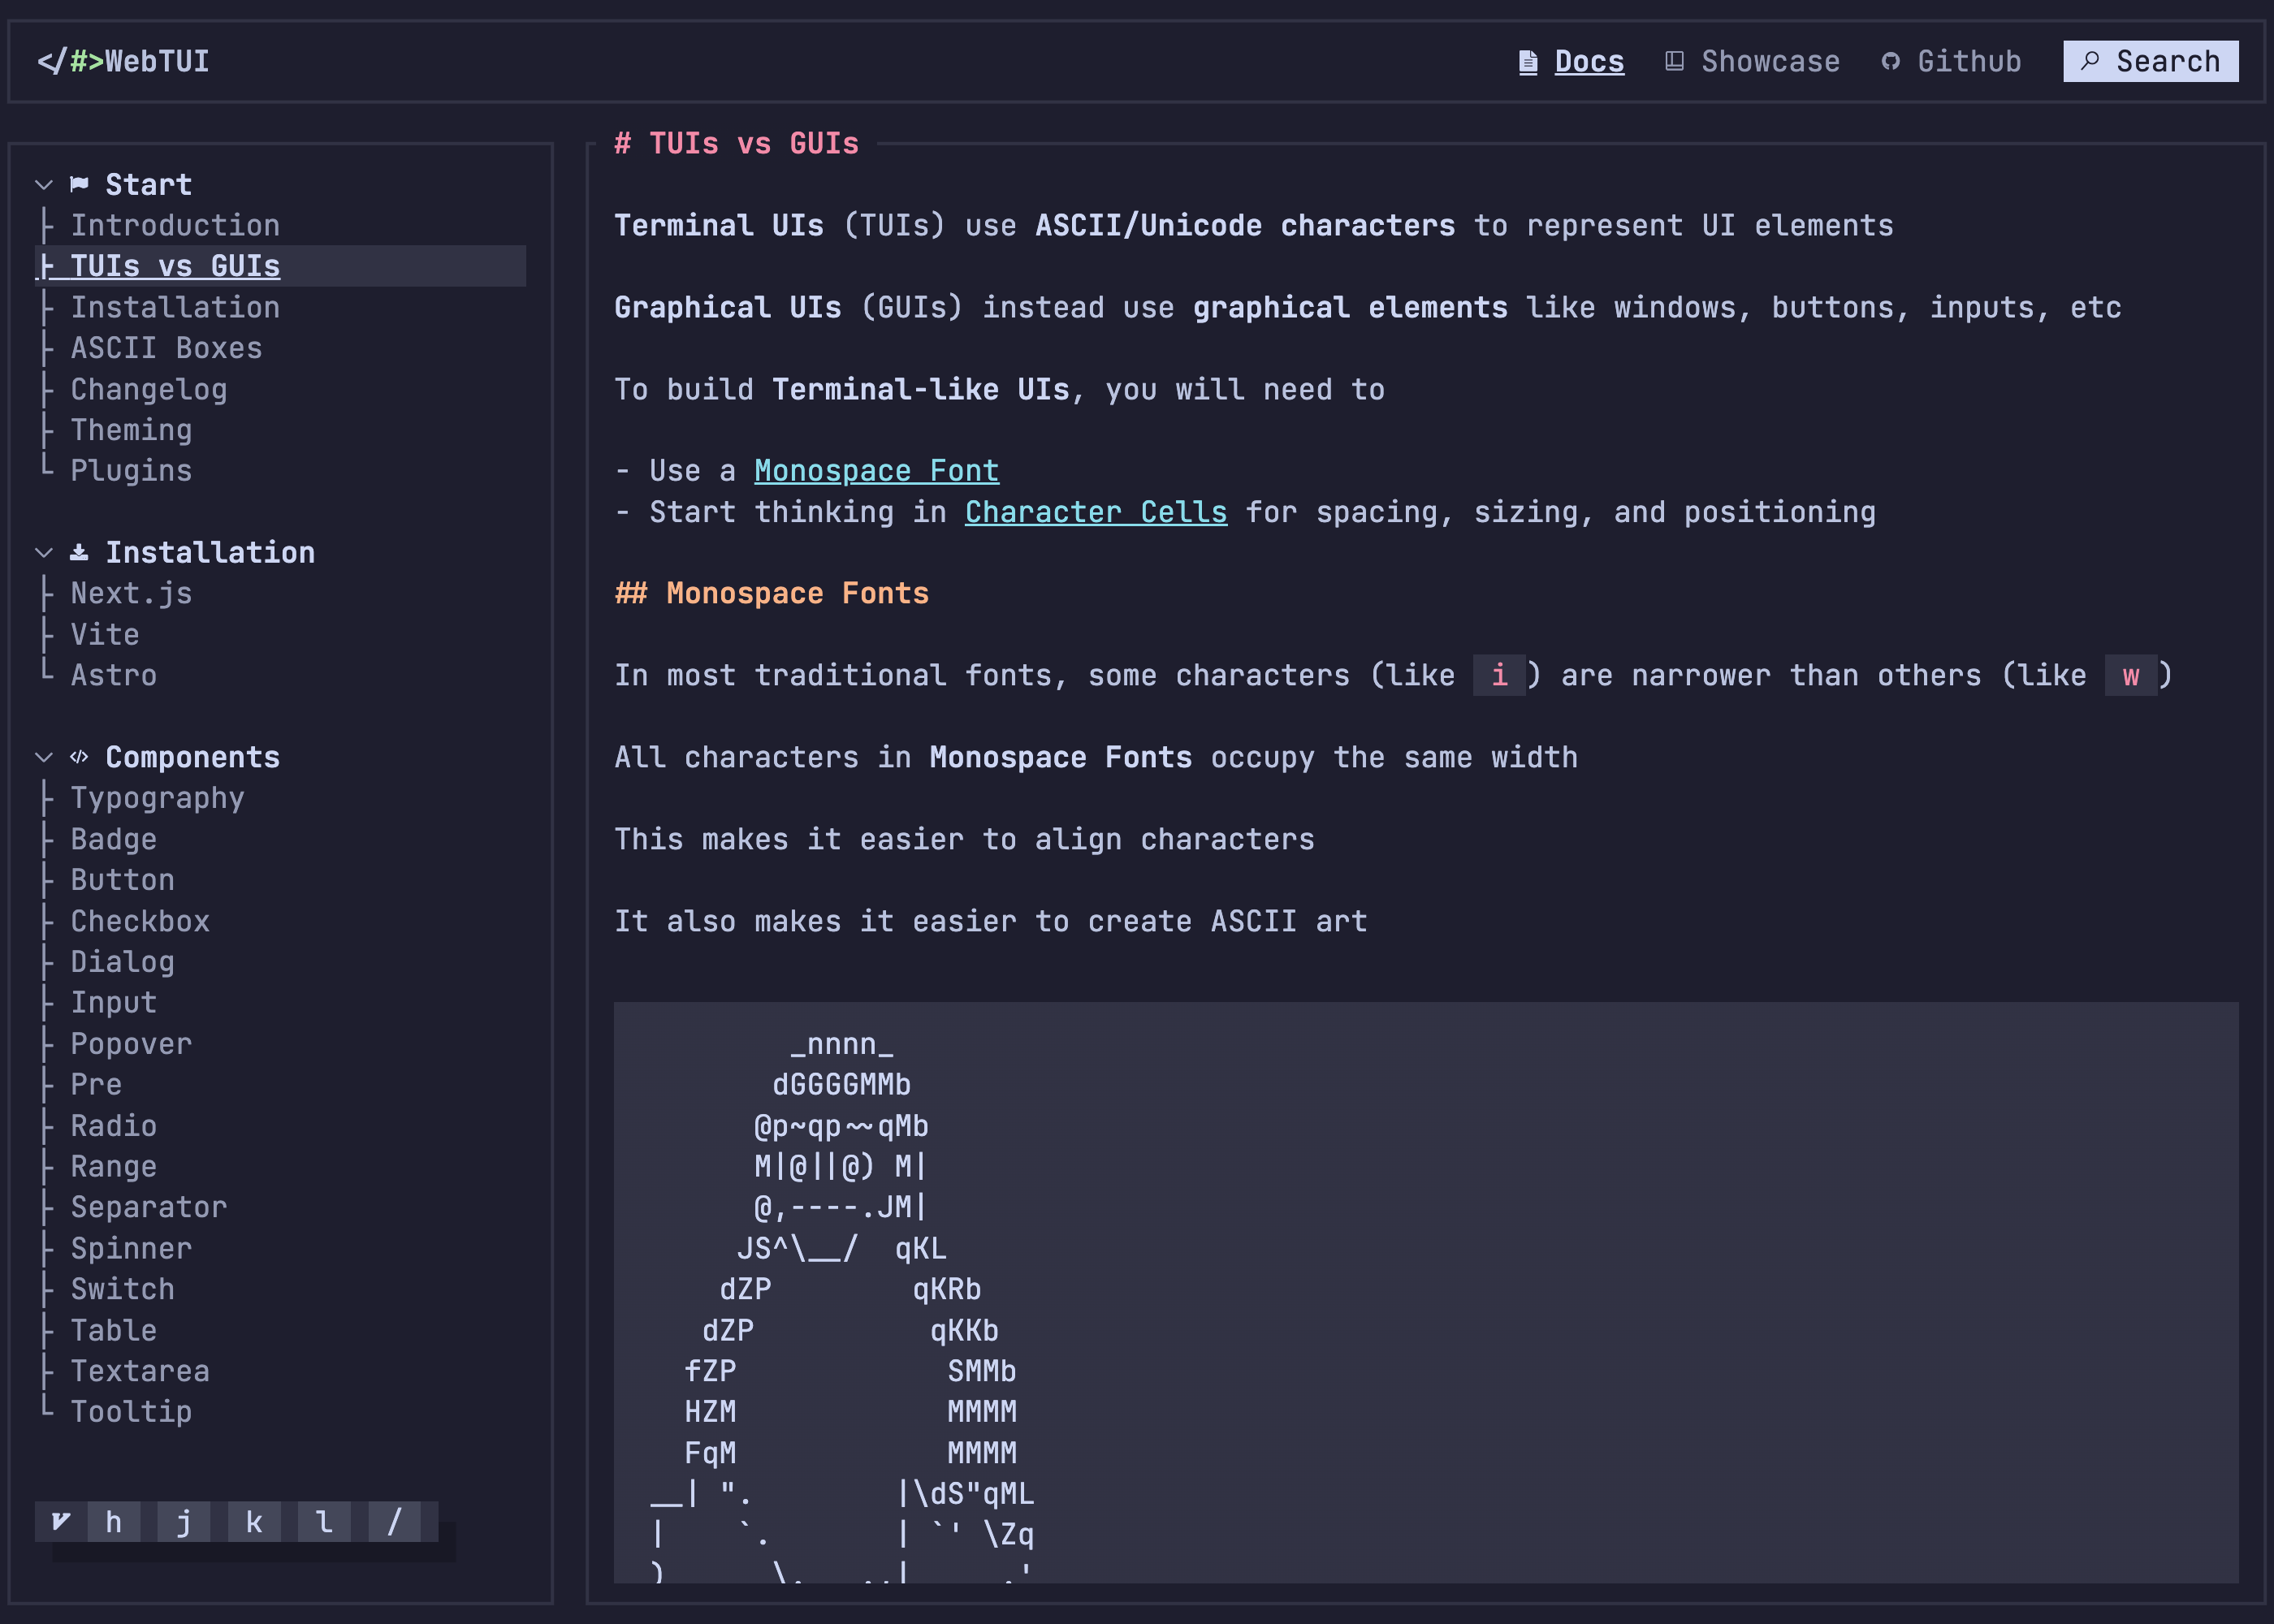 </#>WebTUI
Docs Showcase Github Search
Start
├ Introduction
├ TUIs vs GUIs
├ Installation
├ ASCII Boxes
├ Changelog
├ Theming
└ Plugins
Installation
├ Next.js
├ Vite
└ Astro
Components
├ Typography
├ Badge
├ Button
├ Checkbox
├ Dialog
├ Input
├ Popover
├ Pre
├ Radio
├ Range
├ Separator
├ Spinner
├ Switch
├ Table
├ Textarea
└ Tooltip
h j k l /
# TUIs vs GUIs
Terminal UIs (TUIs) use ASCII/Unicode characters to represent UI elements
Graphical UIs (GUIs) instead use graphical elements like windows, buttons, inputs, etc
To build Terminal-like UIs, you will need to
- Use a Monospace Font
- Start thinking in Character Cells for spacing, sizing, and positioning
## Monospace Fonts
In most traditional fonts, some characters (like i) are narrower than others (like w)
All characters in Monospace Fonts occupy the same width
This makes it easier to align characters
It also makes it easier to create ASCII art
        _nnnn_
       dGGGGMMb
      @p~qp~~qMb
      M|@||@) M|
      @,----.JM|
     JS^\__/  qKL
    dZP        qKRb
   dZP          qKKb
  fZP            SMMb
  HZM            MMMM
  FqM            MMMM
__| ".        |\dS"qML
|    `.       | `' \Zq
)      \.   .,|     .'